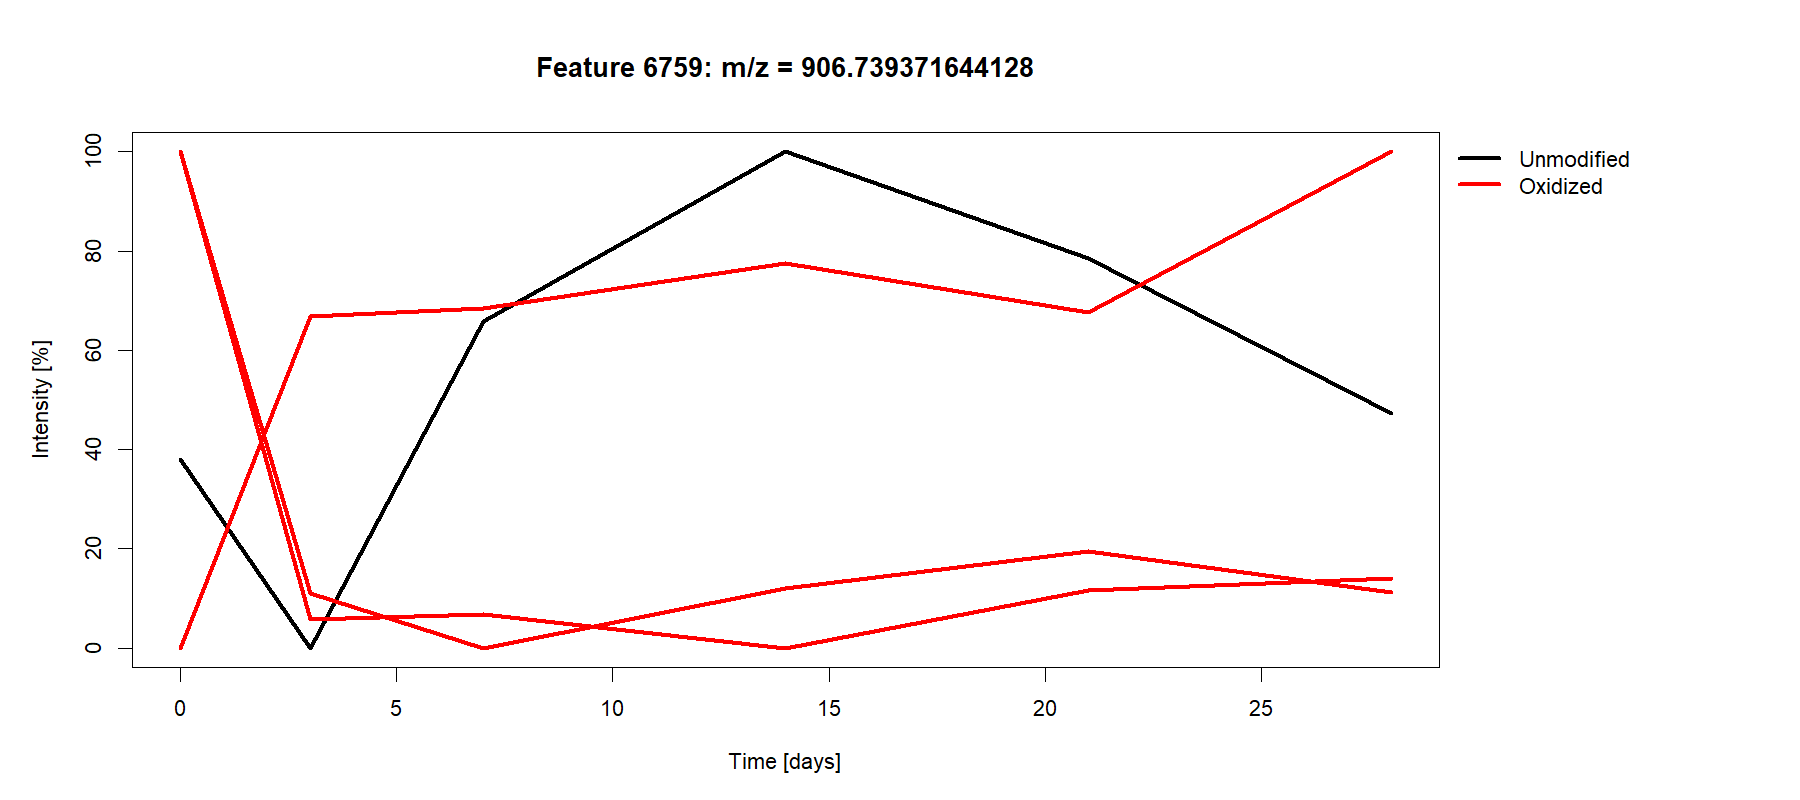 Feature 6759: m/z = 906.739371644128
Unmodified
Oxidized
Intensity [%]
100
80
60
40
20
0
0 5 10 15 20 25
Time [days]